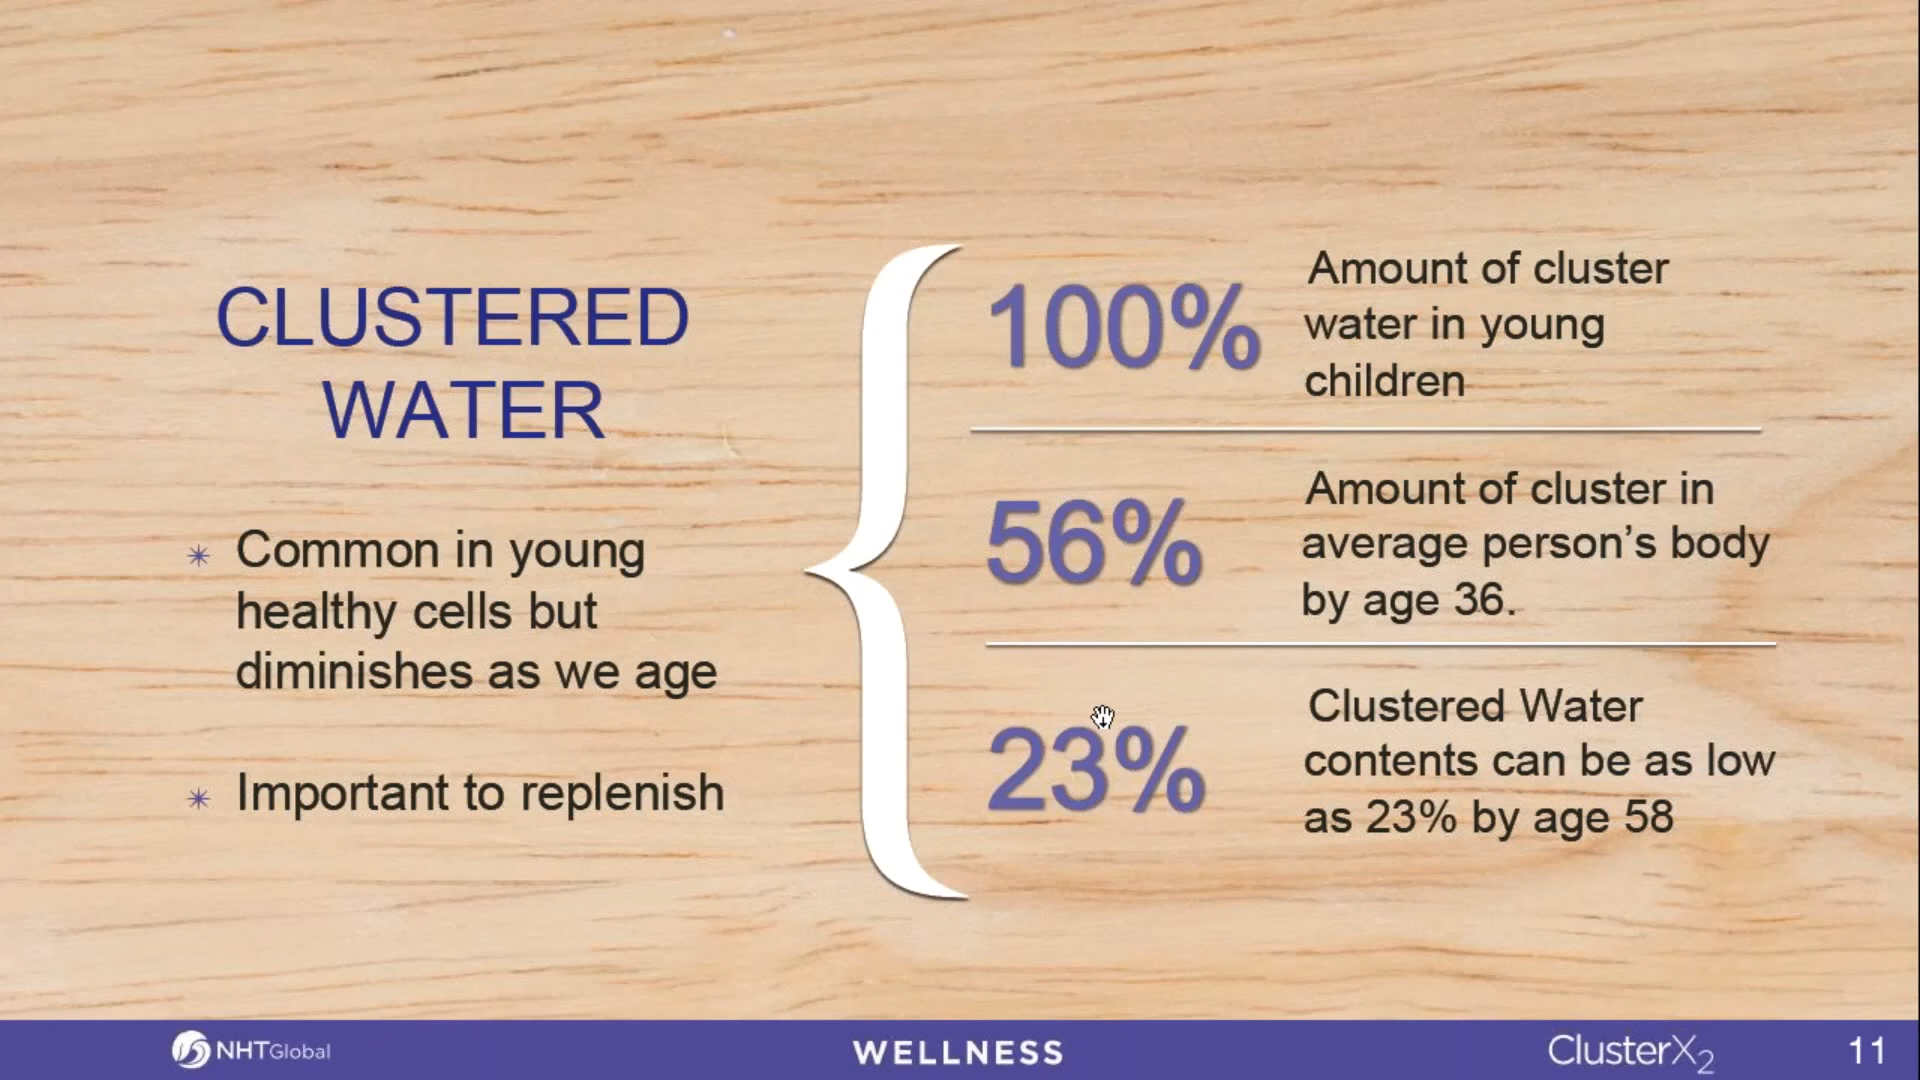 CLUSTERED
WATER
* Common in young
healthy cells but
diminishes as we age
* Important to replenish
100%
Amount of cluster
water in young
children
56%
Amount of cluster in
average person’s body
by age 36.
23%
Clustered Water
contents can be as low
as 23% by age 58
NHTGlobal
WELLNESS
ClusterX₂
11